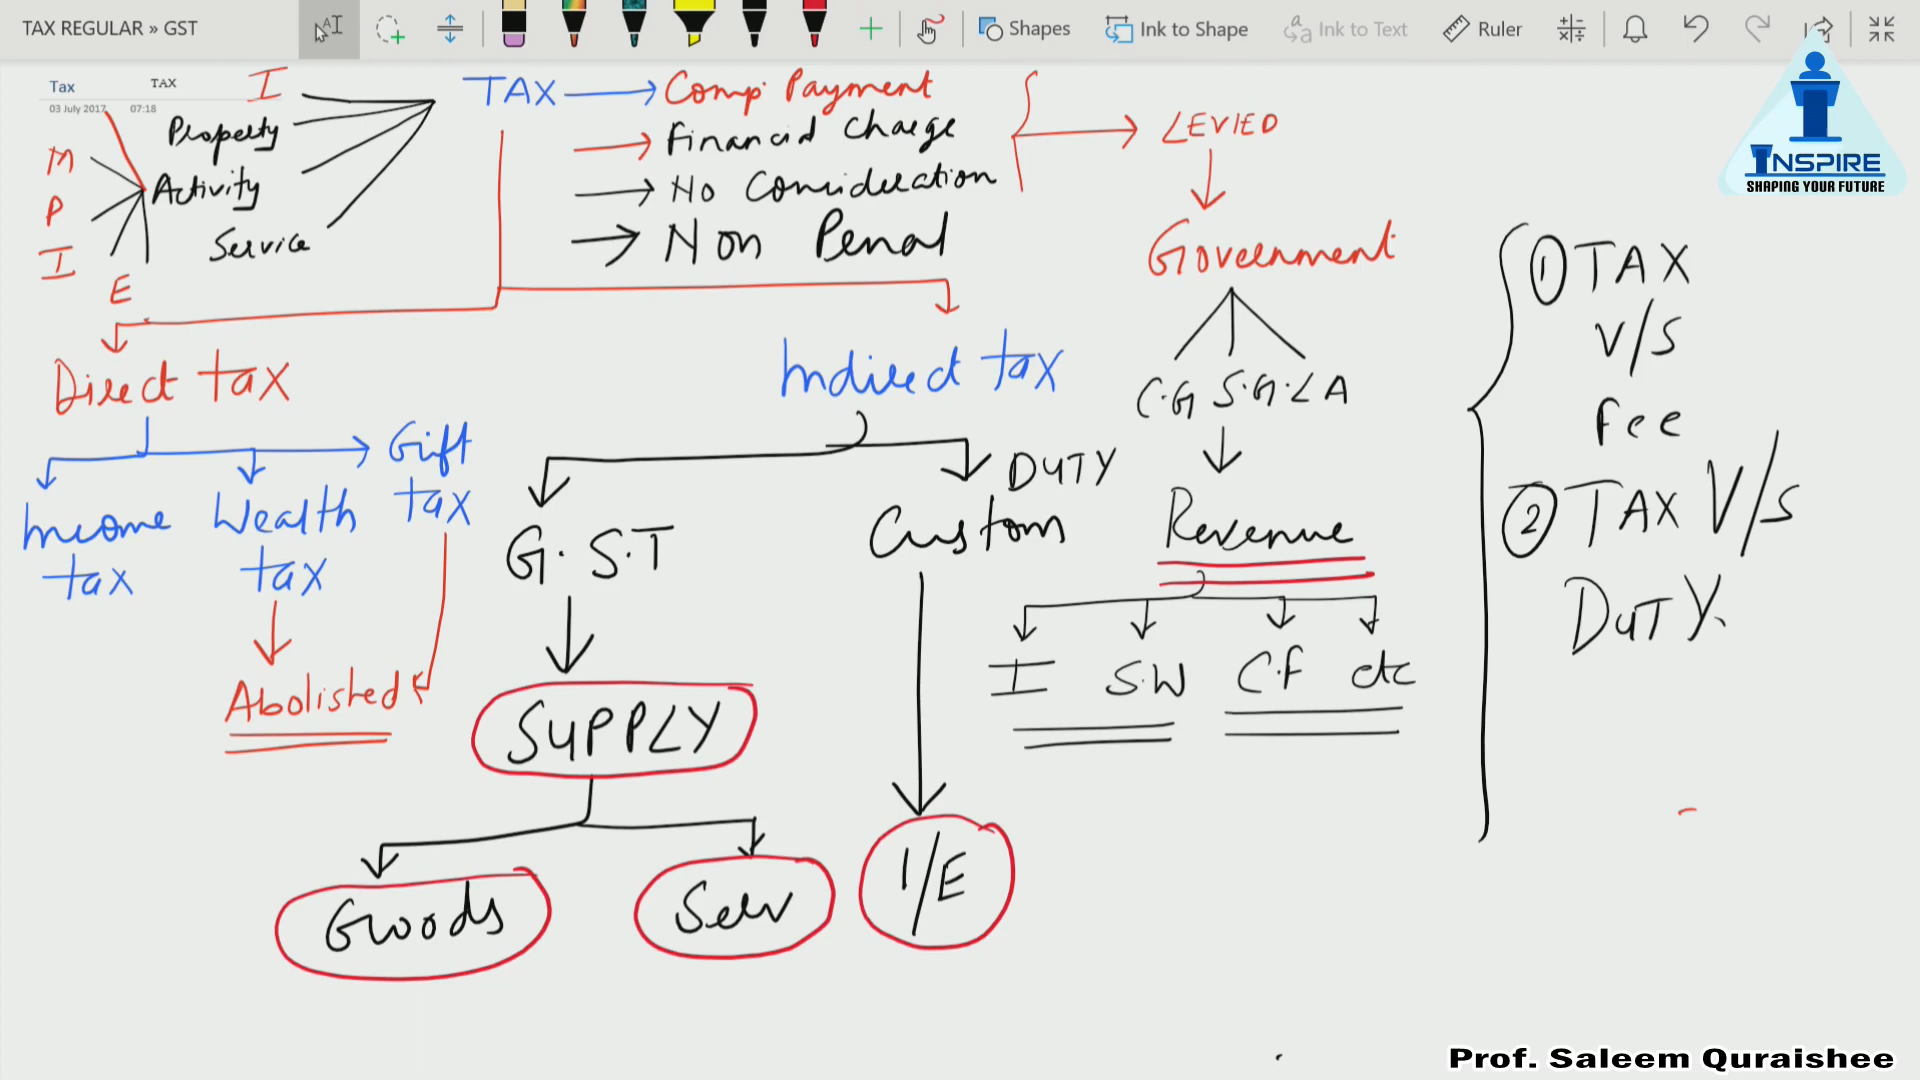 TAX REGULAR » GST
Shapes
Ink to Shape
Ink to Text
Ruler
Tax
TAX
03 July 2017
07:18
I
Property
Activity
Service
M
P
I
E
TAX
Comp. Payment
Financial Charge
No Consideration
Non Penal
LEVIED
Government
C.G S.G. L A
Revenue
I S.W C.F etc
Direct tax
Income tax
Wealth tax
Gift tax
Abolished
Indirect tax
G.S.T
DUTY
Custom
SUPPLY
Goods
Serv
I/E
① TAX
V/S
Fee
② TAX V/S
DUTY.
INSPIRE
SHAPING YOUR FUTURE
Prof. Saleem Quraishee